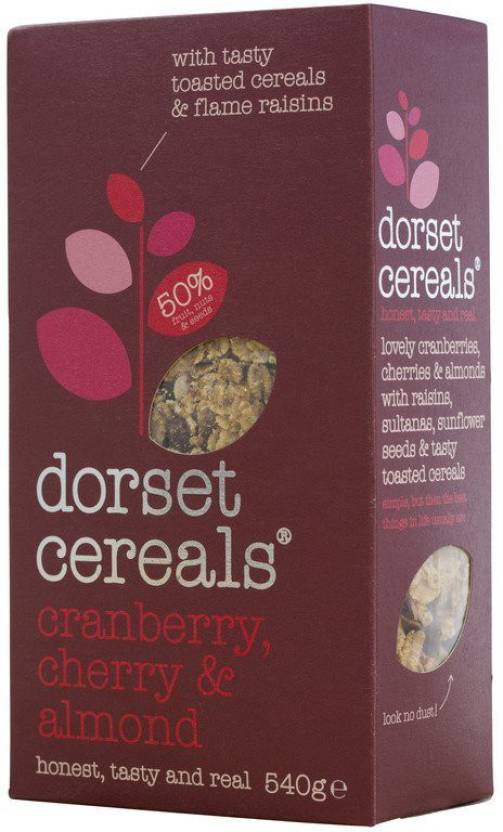 with tasty
toasted cereals
& flame raisins
50%
fruit, nuts
& seeds
dorset
cereals®
cranberry,
cherry &
almond
honest, tasty and real 540g℮
dorset
cereals®
honest, tasty and real
lovely cranberries,
cherries & almonds
with raisins,
sultanas, sunflower
seeds & tasty
toasted cereals
simple, but then the best
things in life usually are
look no dust!